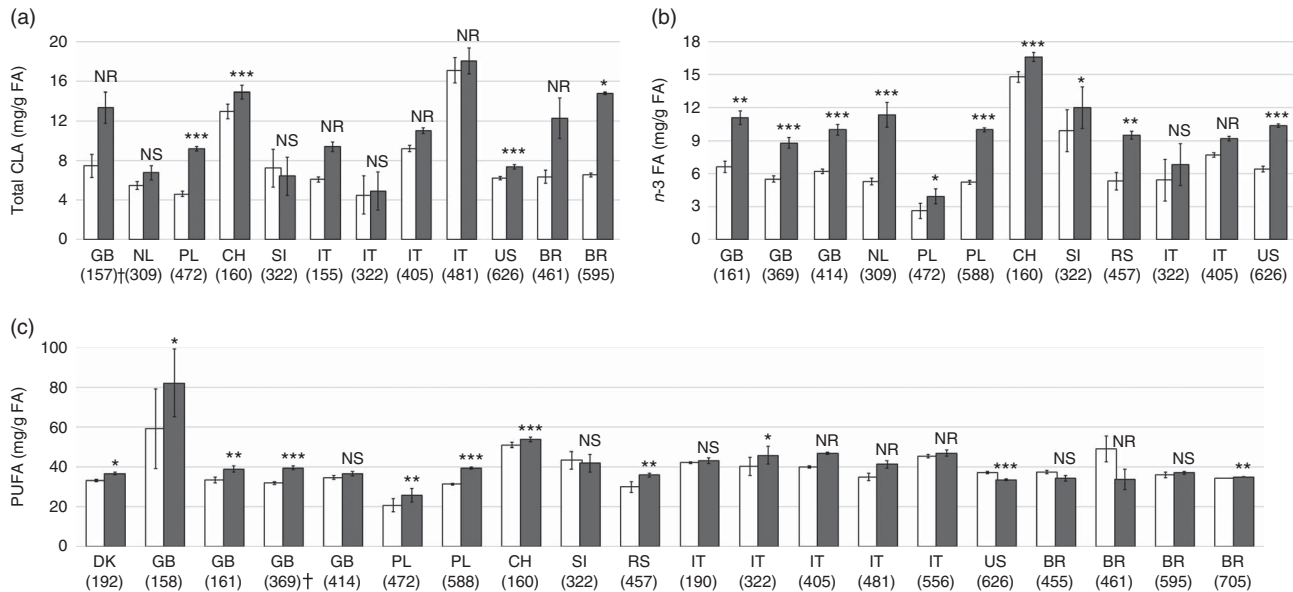 (a)
Total CLA (mg/g FA)
20
16
12
8
4
0
NR NS *** *** NS NR NS NR NR *** NR *
GB NL PL CH SI IT IT IT IT US BR BR
(157)† (309) (472) (160) (322) (155) (322) (405) (481) (626) (461) (595)
(b)
n-3 FA (mg/g FA)
18
15
12
9
6
3
0
** *** *** *** * *** *** * ** NS NR ***
GB GB GB NL PL PL CH SI RS IT IT US
(161) (369) (414) (309) (472) (588) (160) (322) (457) (322) (405) (626)
(c)
PUFA (mg/g FA)
100
80
60
40
20
0
* * ** *** NS ** *** *** NS ** NS * NR NR NR *** NS NR NS **
DK GB GB GB GB PL PL CH SI RS IT IT IT IT IT US BR BR BR BR
(192) (158) (161) (369)† (414) (472) (588) (160) (322) (457) (190) (322) (405) (481) (556) (626) (455) (461) (595) (705)